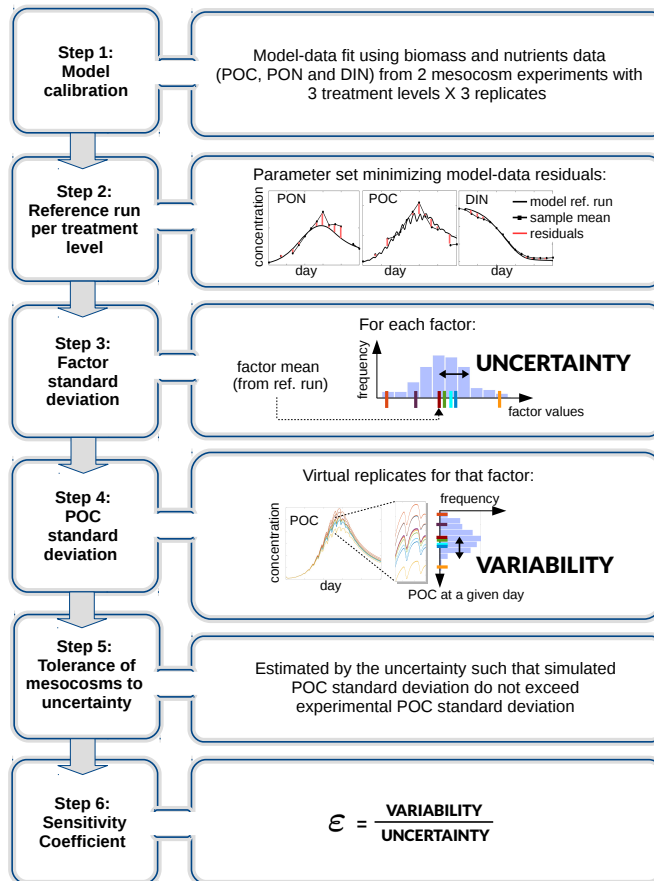 Step 1:
Model
calibration
Model-data fit using biomass and nutrients data
(POC, PON and DIN) from 2 mesocosm experiments with
3 treatment levels X 3 replicates
Step 2:
Reference run
per treatment
level
Parameter set minimizing model-data residuals:
concentration
PON
POC
DIN
model ref. run
sample mean
residuals
day
day
Step 3:
Factor
standard
deviation
For each factor:
factor mean
(from ref. run)
frequency
UNCERTAINTY
factor values
Step 4:
POC
standard
deviation
Virtual replicates for that factor:
concentration
POC
day
frequency
VARIABILITY
POC at a given day
Step 5:
Tolerance of
mesocosms to
uncertainty
Estimated by the uncertainty such that simulated
POC standard deviation do not exceed
experimental POC standard deviation
Step 6:
Sensitivity
Coefficient
ε = VARIABILITY
UNCERTAINTY